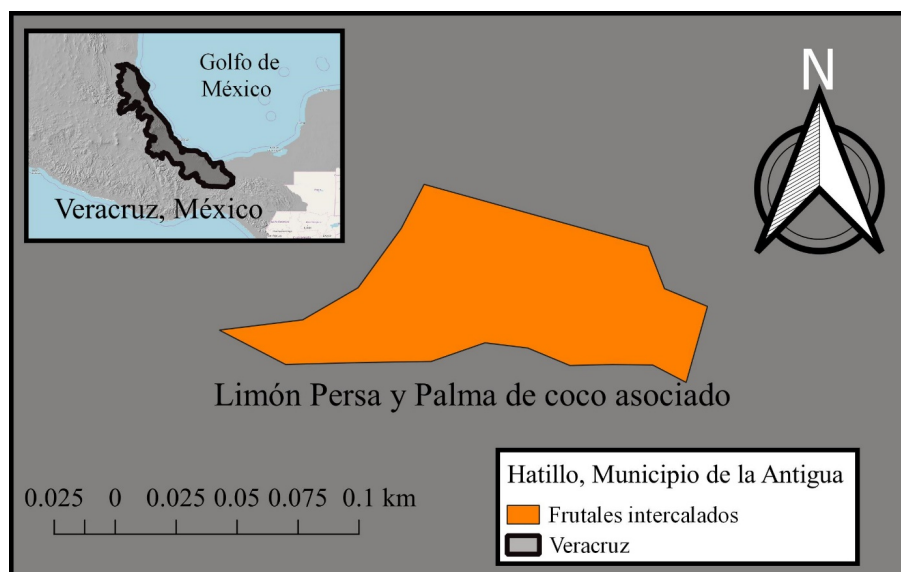 Golfo de
México
Veracruz, México
N
Limón Persa y Palma de coco asociado
0.025 0 0.025 0.05 0.075 0.1 km
Hatillo, Municipio de la Antigua
Frutales intercalados
Veracruz